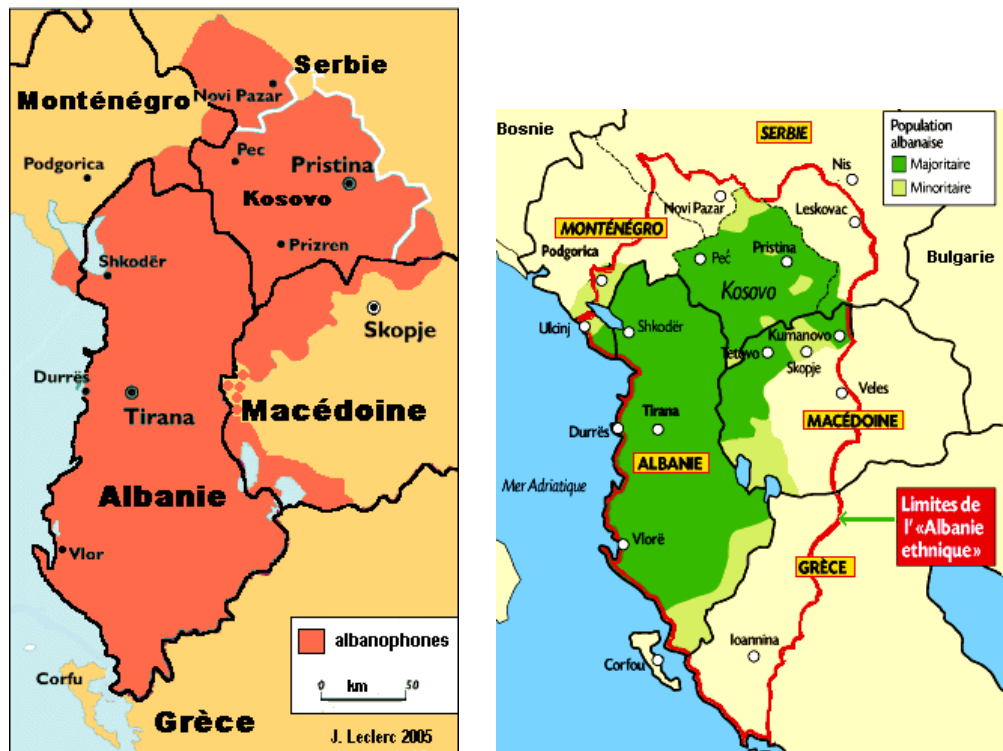 Serbie
Monténégro
Novi Pazar
Podgorica
Pec
Pristina
Kosovo
Prizren
Shkodër
Skopje
Durrës
Tirana
Macédoine
Albanie
Vlor
albanophones
0 km 50
Corfu
Grèce
J. Leclerc 2005
Bosnie
SERBIE
Population
albanaise
Majoritaire
Minoritaire
Nis
Novi Pazar
Leskovac
MONTÉNÉGRO
Podgorica
Pristina
Peć
Bulgarie
Kosovo
Ulcinj
Shkodër
Kumanovo
Tetovo
Skopje
Veles
Tirana
Durrës
MACÉDOINE
ALBANIE
Mer Adriatique
Limites de
l' «Albanie
ethnique»
Vlorë
GRÈCE
Ioannina
Corfou